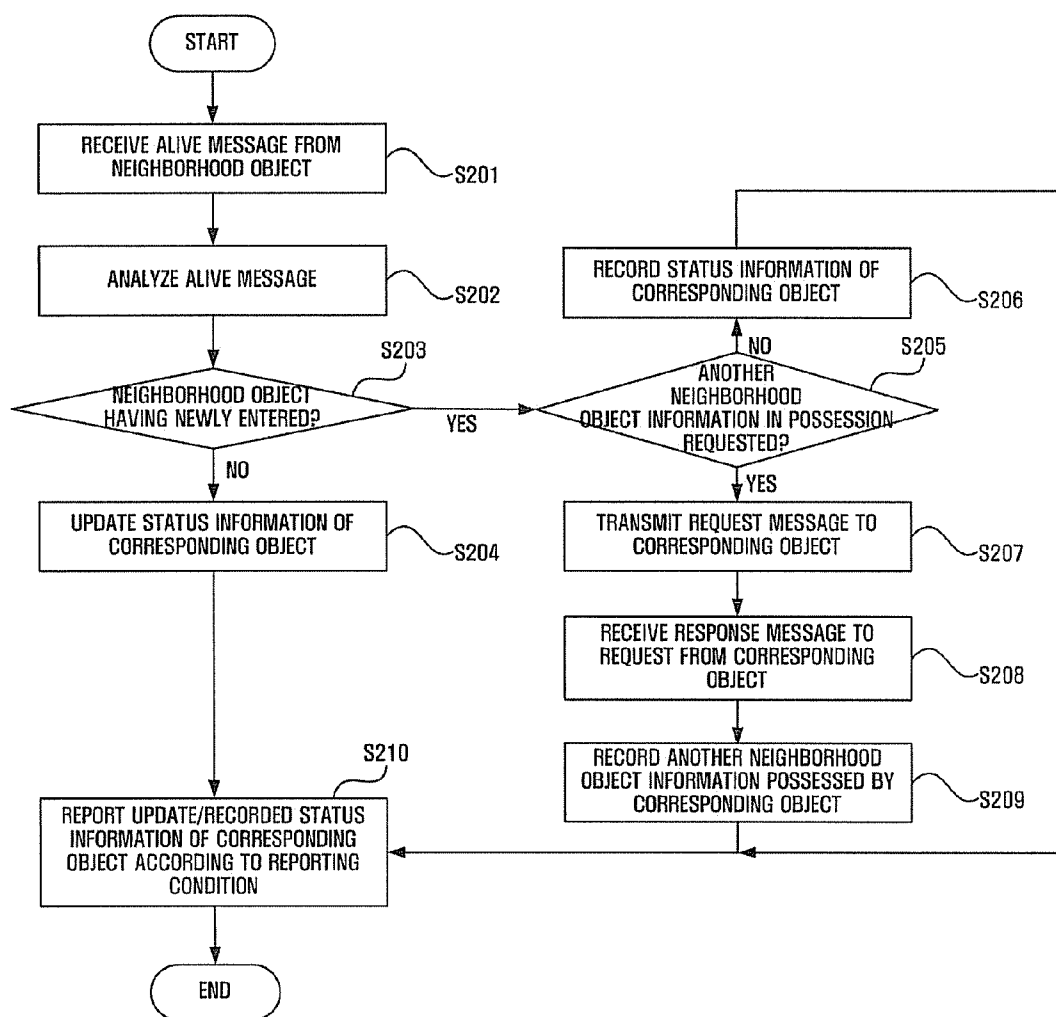 START
RECEIVE ALIVE MESSAGE FROM
NEIGHBORHOOD OBJECT
S201
ANALYZE ALIVE MESSAGE
S202
S203
NEIGHBORHOOD OBJECT
HAVING NEWLY ENTERED?
YES
NO
UPDATE STATUS INFORMATION OF
CORRESPONDING OBJECT
S204
RECORD STATUS INFORMATION OF
CORRESPONDING OBJECT
S206
NO
S205
ANOTHER
NEIGHBORHOOD
OBJECT INFORMATION IN POSSESSION
REQUESTED?
YES
TRANSMIT REQUEST MESSAGE TO
CORRESPONDING OBJECT
S207
RECEIVE RESPONSE MESSAGE TO
REQUEST FROM CORRESPONDING
OBJECT
S208
RECORD ANOTHER NEIGHBORHOOD
OBJECT INFORMATION POSSESSED BY
CORRESPONDING OBJECT
S209
S210
REPORT UPDATE/RECORDED STATUS
INFORMATION OF CORRESPONDING
OBJECT ACCORDING TO REPORTING
CONDITION
END